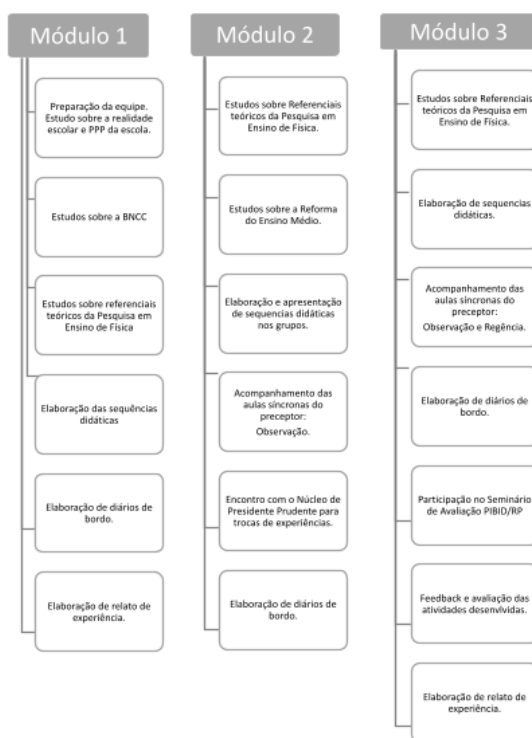 Módulo 1
Preparação da equipe.
Estudo sobre a realidade
escolar e PPP da escola.
Estudos sobre a BNCC
Estudos sobre referenciais
teóricos da Pesquisa em
Ensino de Física
Elaboração das sequências
didáticas
Elaboração de diários de
bordo.
Elaboração de relato de
experiência.
Módulo 2
Estudos sobre Referenciais
teóricos da Pesquisa em
Ensino de Física.
Estudos sobre a Reforma
do Ensino Médio.
Elaboração e apresentação
de sequencias didáticas
nos grupos.
Acompanhamento das
aulas síncronas do
preceptor:
Observação.
Encontro com o Núcleo de
Presidente Prudente para
trocas de experiências.
Elaboração de diários de
bordo.
Módulo 3
Estudos sobre Referenciais
teóricos da Pesquisa em
Ensino de Física.
Elaboração de sequencias
didáticas.
Acompanhamento das
aulas síncronas do
preceptor:
Observação e Regência.
Elaboração de diários de
bordo.
Participação no Seminário
de Avaliação PIBID/RP
Feedback e avaliação das
atividades desenvividas.
Elaboração de relato de
experiência.